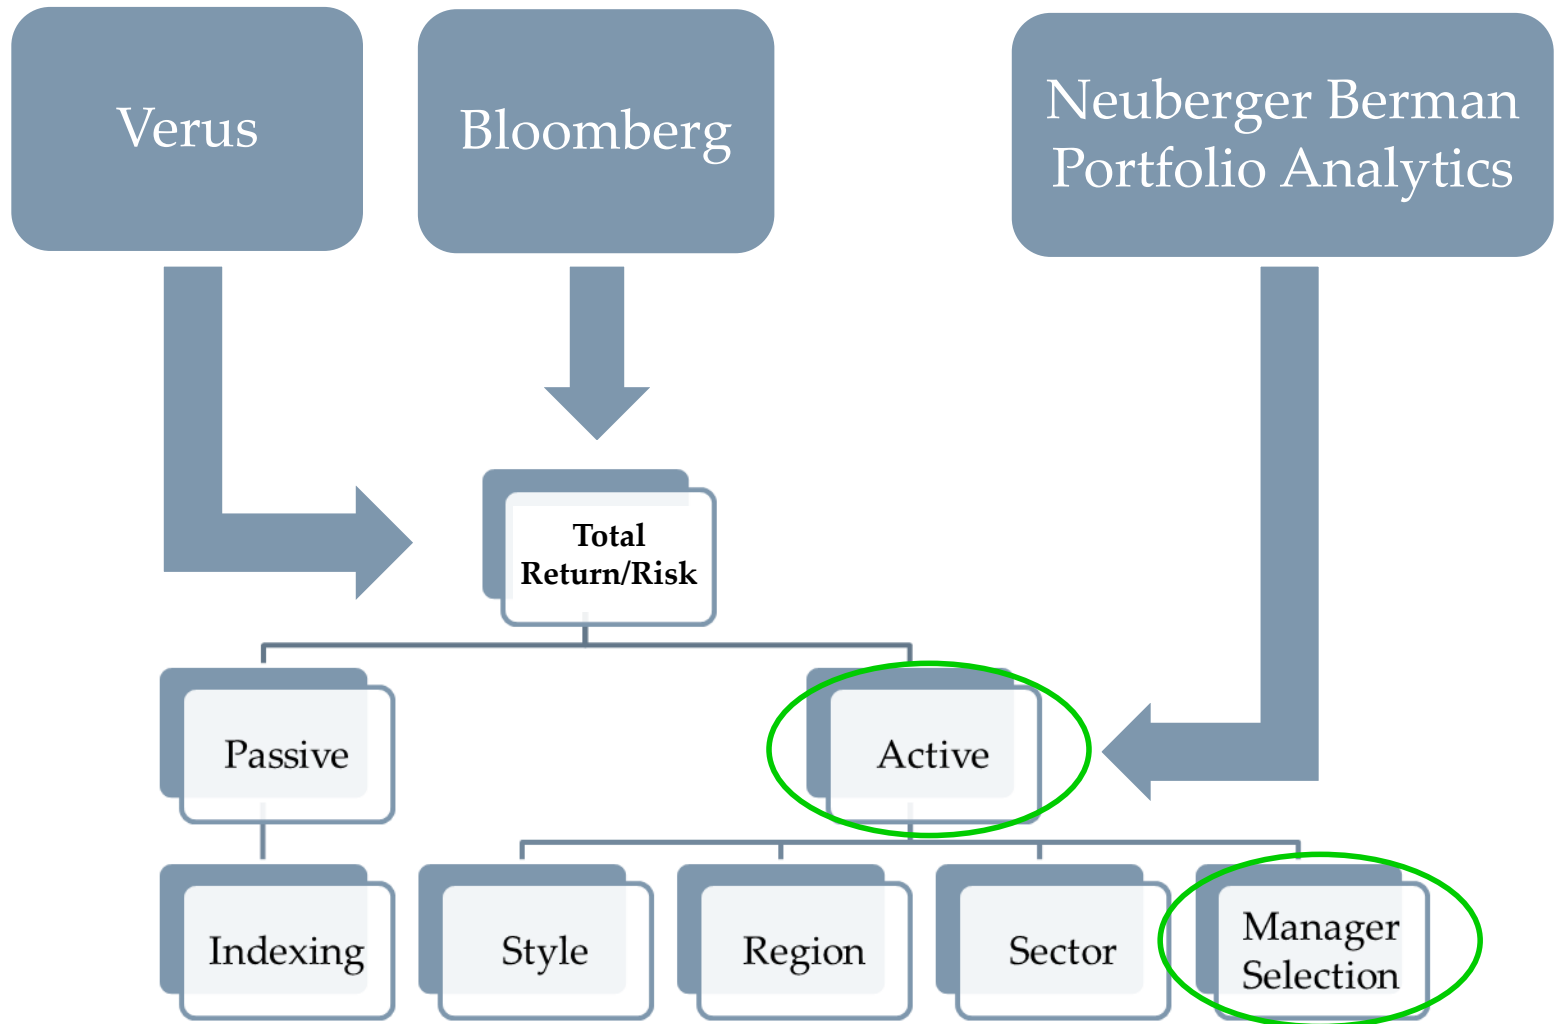 Verus
Bloomberg
Neuberger Berman
Portfolio Analytics
Total
Return/Risk
Passive
Active
Indexing
Style
Region
Sector
Manager
Selection